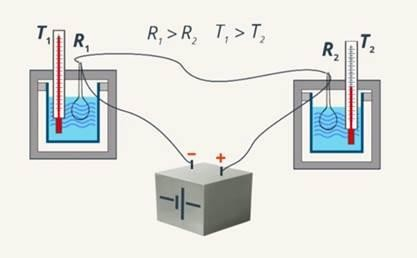 T₁ R₁ R₁ > R₂ T₁ > T₂ R₂ T₂
− +